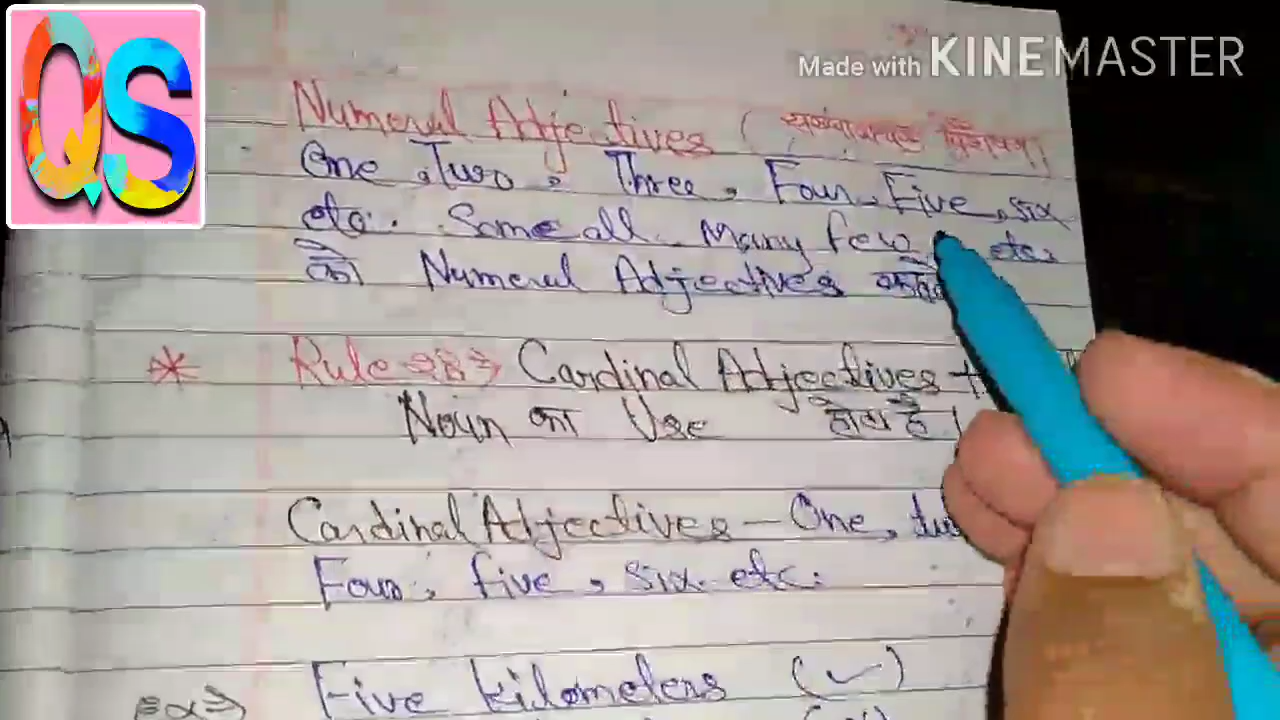 QS
Made with KINEMASTER
Numeral Adjectives (संख्यावाचक विशेषण)
One, Two, Three, Four, Five, six
etc. Some all Many few etc.
को Numeral Adjectives
* Rule Cardinal Adjectives +
Noun का Use होता है।
Cardinal Adjectives - One,
Four, five, six etc.
Ex⇒ Five kilometers (✓)